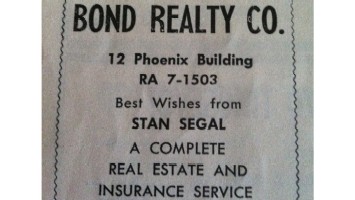 BOND REALTY CO.
12 Phoenix Building
RA 7-1503
Best Wishes from
STAN SEGAL
A COMPLETE
REAL ESTATE AND
INSURANCE SERVICE